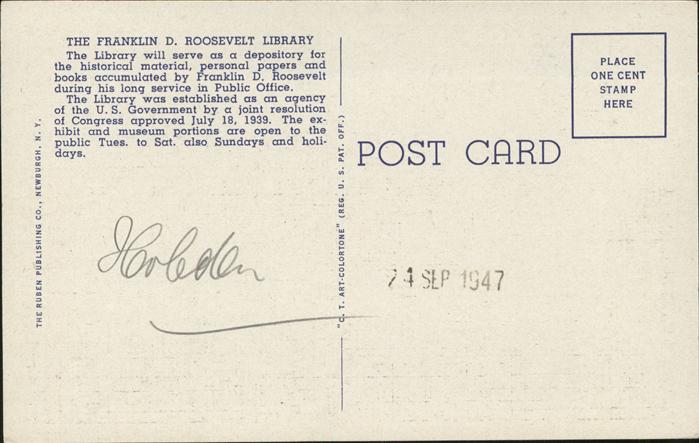 THE FRANKLIN D. ROOSEVELT LIBRARY
The Library will serve as a depository for
the historical material, personal papers and
books accumulated by Franklin D. Roosevelt
during his long service in Public Office.
The Library was established as an agency
of the U. S. Government by a joint resolution
of Congress approved July 18, 1939. The ex-
hibit and museum portions are open to the
public Tues. to Sat. also Sundays and holi-
days.
THE RUBEN PUBLISHING CO., NEWBURGH, N. Y.
"C. T. ART-COLORTONE" (REG. U. S. PAT. OFF.)
POST CARD
PLACE
ONE CENT
STAMP
HERE
24 SEP 1947